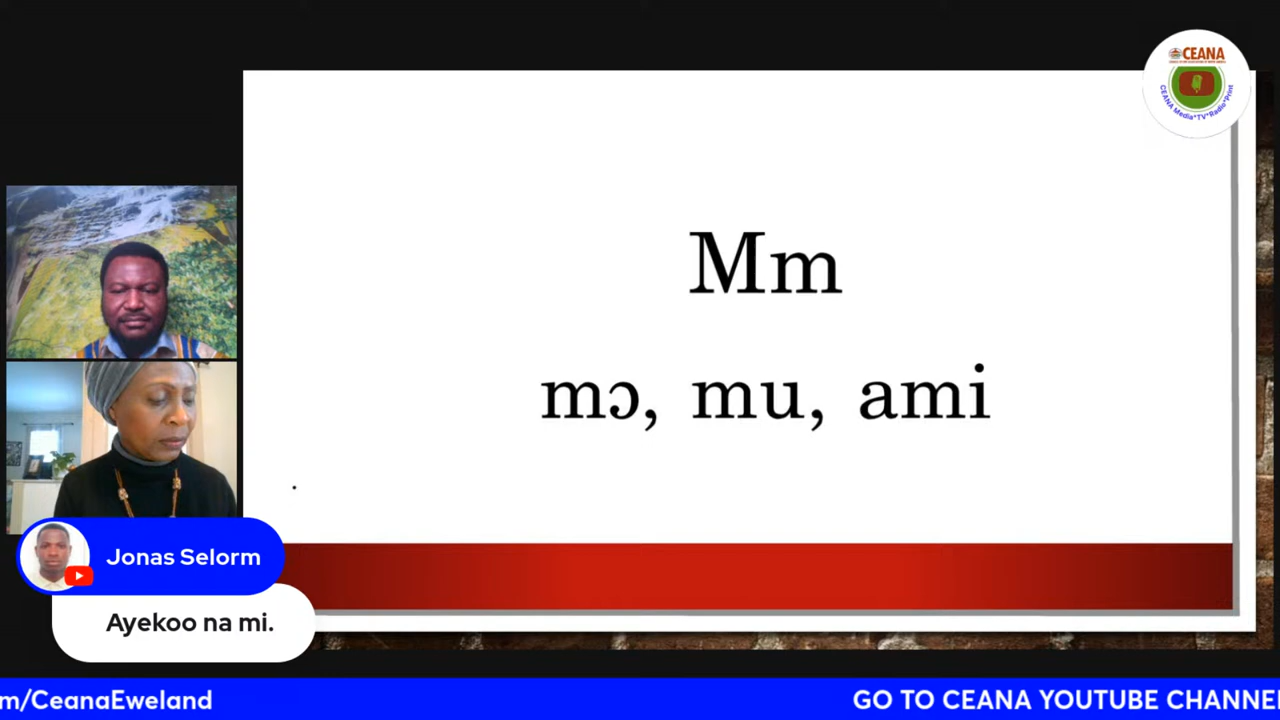 CEANA
CEANA Media*TV*Radio*Print
Mm
mɔ, mu, ami
.
Jonas Selorm
Ayekoo na mi.
m/CeanaEweland
GO TO CEANA YOUTUBE CHANNE